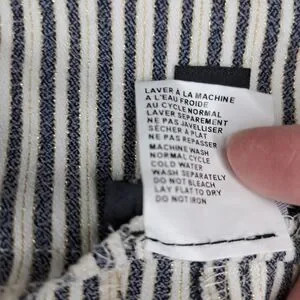 LAVER À LA MACHINE
A L'EAU FROIDE
AU CYCLE NORMAL
LAVER SEPAREMENT
NE PAS JAVELLISER
SÉCHER À PLAT
NE PAS REPASSER
MACHINE WASH
NORMAL CYCLE
COLD WATER
WASH SEPARATELY
DO NOT BLEACH
LAY FLAT TO DRY
DO NOT IRON